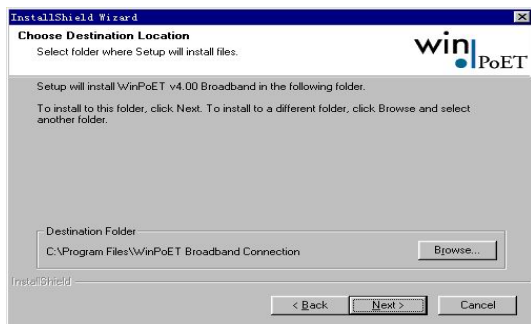 InstallShield Wizard
Choose Destination Location
Select folder where Setup will install files.
win
PoET
Setup will install WinPoET v4.00 Broadband in the following folder.
To install to this folder, click Next. To install to a different folder, click Browse and select
another folder.
Destination Folder
C:\Program Files\WinPoET Broadband Connection
Browse...
InstallShield
< Back
Next >
Cancel